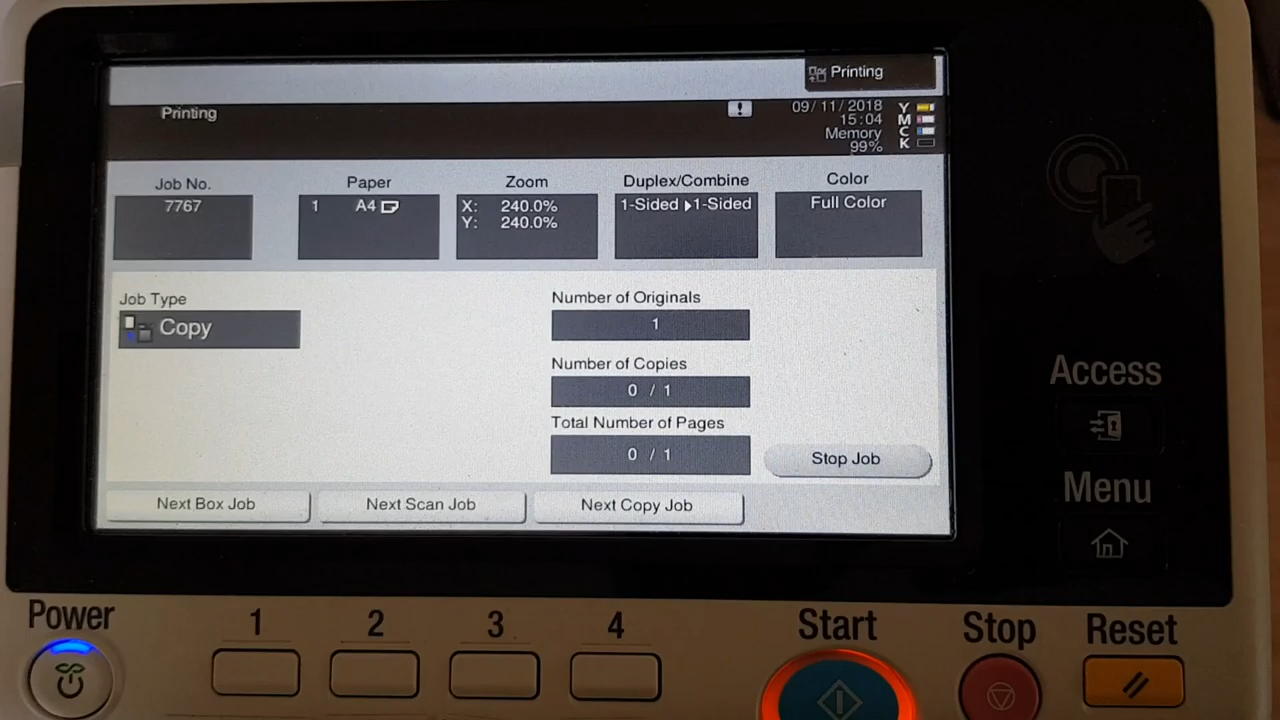 Printing
Printing
!
09/11/2018
15:04
Memory
99%
Y
M
C
K
Job No.
7767
Paper
1 A4
Zoom
X: 240.0%
Y: 240.0%
Duplex/Combine
1-Sided ▶1-Sided
Color
Full Color
Job Type
Copy
Number of Originals
1
Number of Copies
0 / 1
Total Number of Pages
0 / 1
Stop Job
Next Box Job
Next Scan Job
Next Copy Job
Access
Menu
Power
1
2
3
4
Start
Stop
Reset